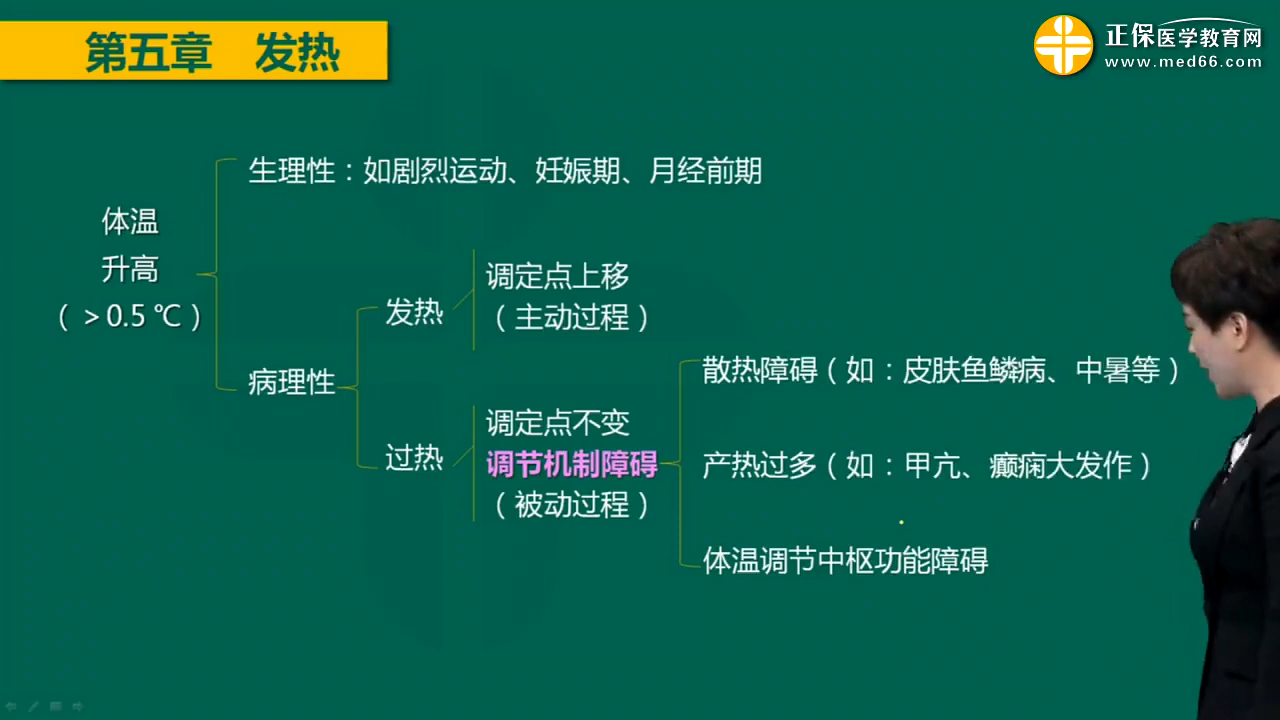 第五章 发热
正保医学教育网
www.med66.com
生理性：如剧烈运动、妊娠期、月经前期
体温
升高
（＞0.5 ℃）
病理性
发热
调定点上移
（主动过程）
过热
调定点不变
调节机制障碍
（被动过程）
散热障碍（如：皮肤鱼鳞病、中暑等）
产热过多（如：甲亢、癫痫大发作）
体温调节中枢功能障碍